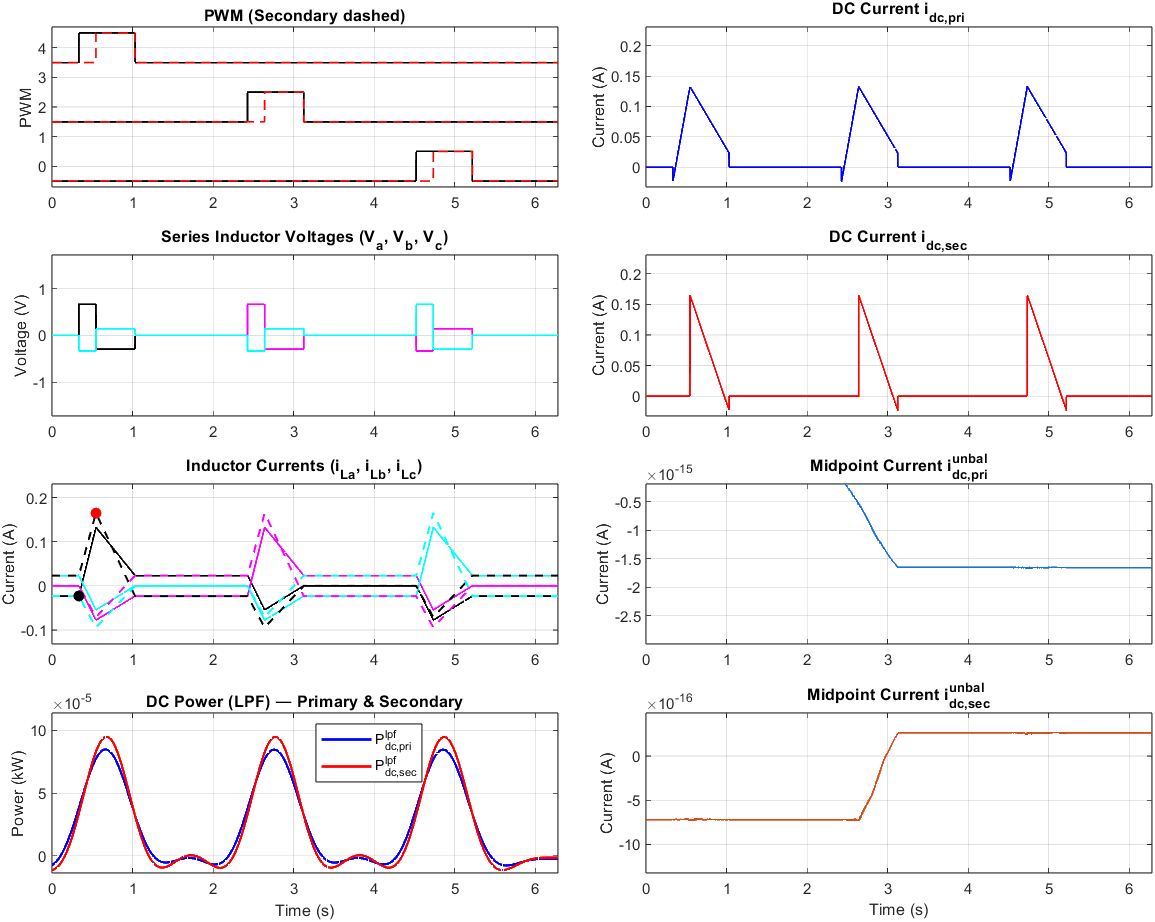 PWM (Secondary dashed)
PWM
4
3
2
1
0
0 1 2 3 4 5 6
DC Current i_dc,pri
Current (A)
0.2
0.15
0.1
0.05
0
0 1 2 3 4 5 6
Series Inductor Voltages (V_a, V_b, V_c)
Voltage (V)
1
0
-1
0 1 2 3 4 5 6
DC Current i_dc,sec
Current (A)
0.2
0.15
0.1
0.05
0
0 1 2 3 4 5 6
Inductor Currents (i_La, i_Lb, i_Lc)
Current (A)
0.2
0.1
0
-0.1
0 1 2 3 4 5 6
Midpoint Current i_dc,pri^unbal
×10^-15
Current (A)
-0.5
-1
-1.5
-2
-2.5
0 1 2 3 4 5 6
DC Power (LPF) — Primary & Secondary
×10^-5
Power (kW)
10
5
0
P_dc,pri^lpf
P_dc,sec^lpf
0 1 2 3 4 5 6
Time (s)
Midpoint Current i_dc,sec^unbal
×10^-16
Current (A)
0
-5
-10
0 1 2 3 4 5 6
Time (s)